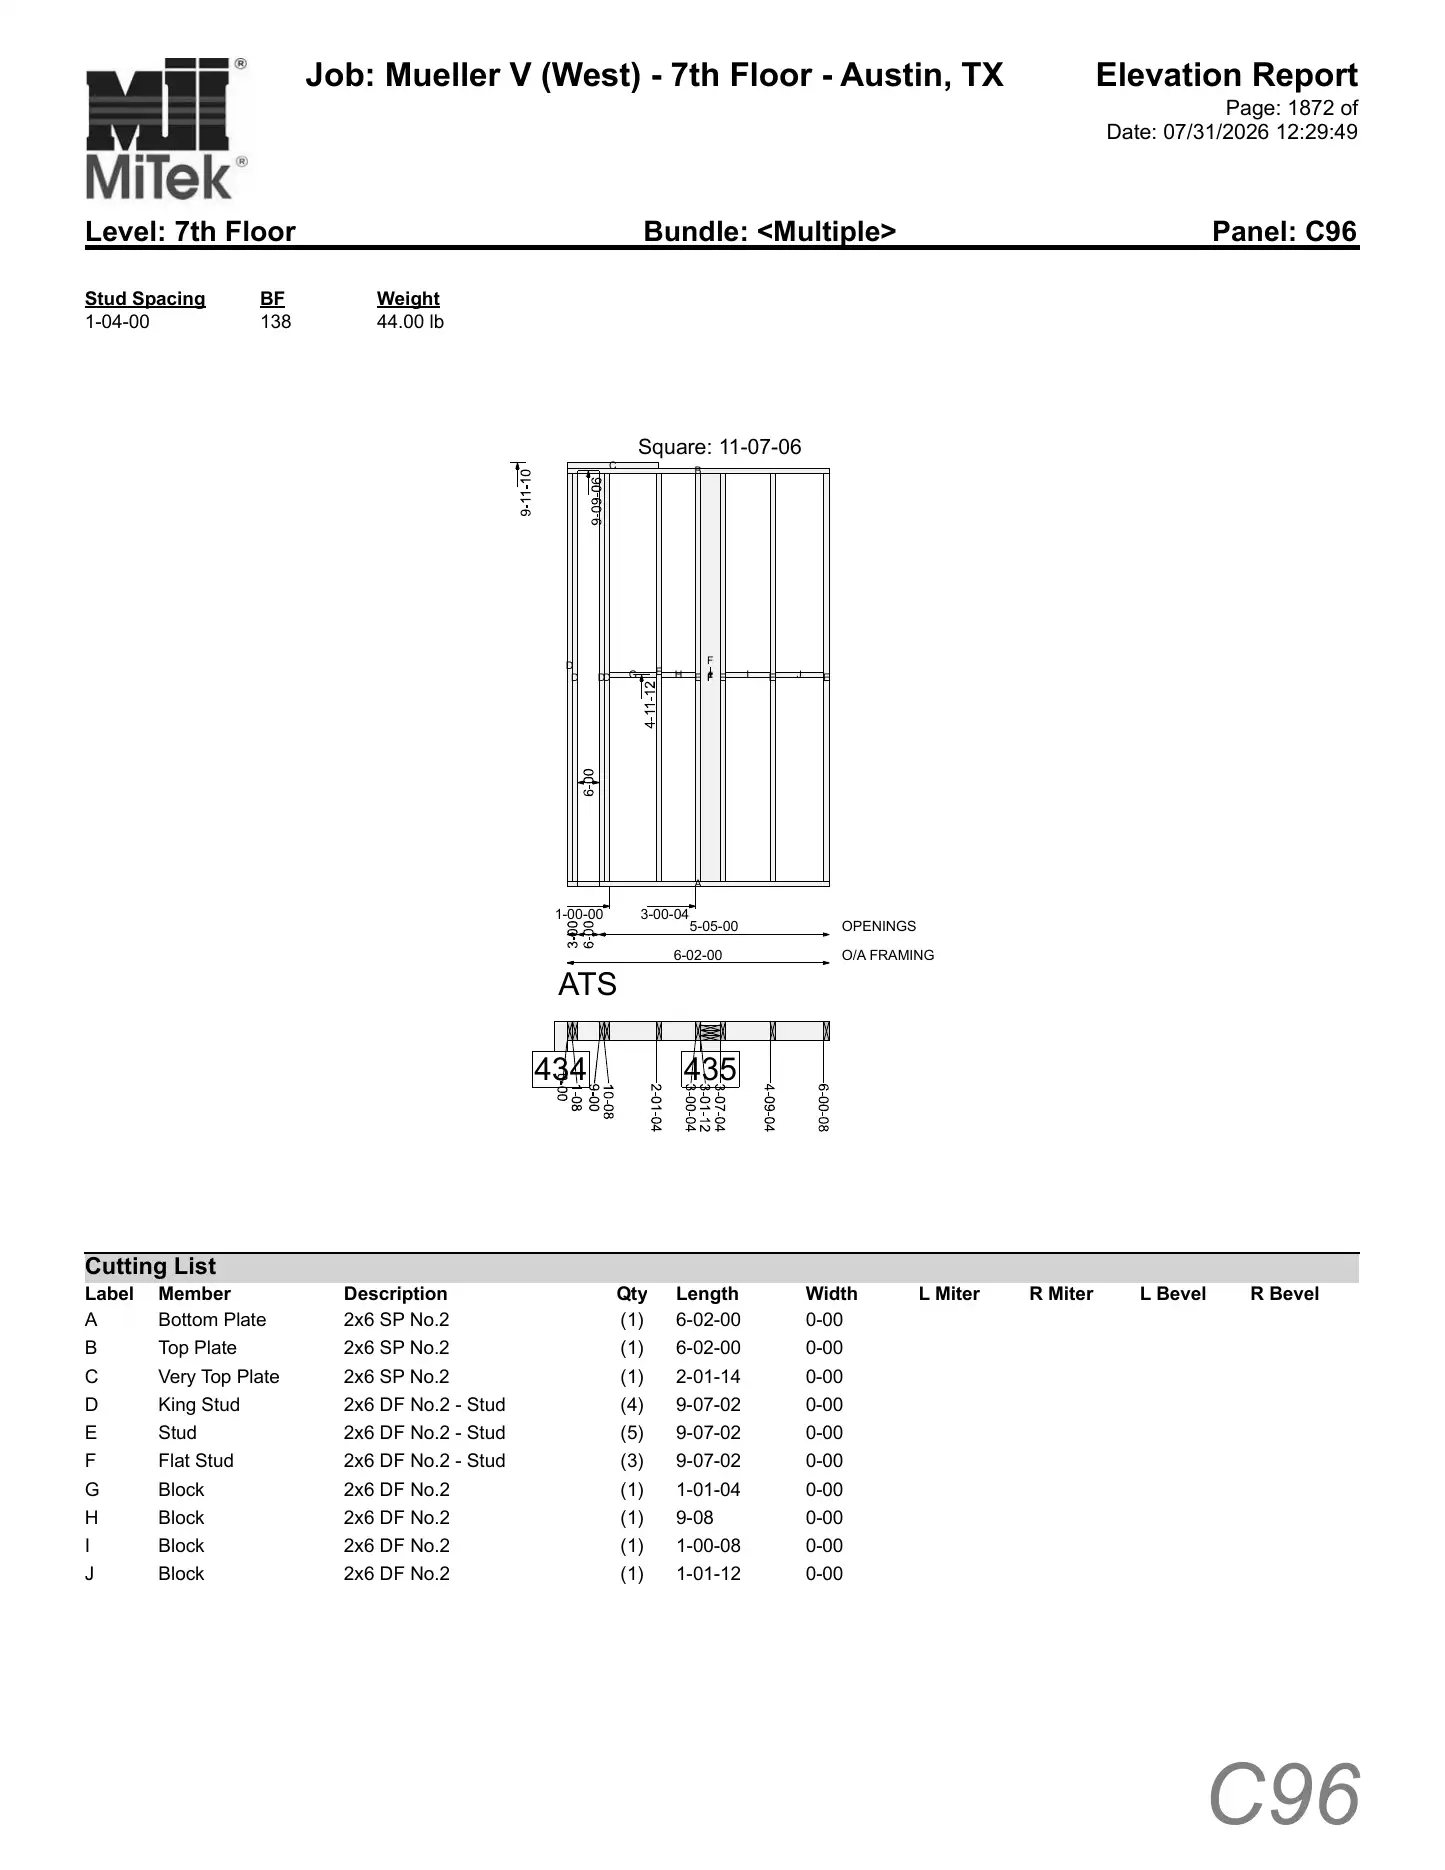 MiTek®
®
Job: Mueller V (West) - 7th Floor - Austin, TX
Elevation Report
Page: 1872 of
Date: 07/31/2026 12:29:49
Level: 7th Floor Bundle: <Multiple> Panel: C96
Stud Spacing BF Weight
1-04-00 138 44.00 lb
Square: 11-07-06
C
B
9-11-10
9-09-06
D
D
D D
G
E
H
E
F
F
E
I
E
J
E
4-11-12
6-00
A
1-00-00 3-00-04
3-00
6-00
5-05-00 OPENINGS
6-02-00 O/A FRAMING
ATS
434 435
1-08
9-00
10-08
2-01-04
3-00-04
3-01-12
3-07-04
4-09-04
6-00-08
Cutting List
Label Member Description Qty Length Width L Miter R Miter L Bevel R Bevel
A Bottom Plate 2x6 SP No.2 (1) 6-02-00 0-00
B Top Plate 2x6 SP No.2 (1) 6-02-00 0-00
C Very Top Plate 2x6 SP No.2 (1) 2-01-14 0-00
D King Stud 2x6 DF No.2 - Stud (4) 9-07-02 0-00
E Stud 2x6 DF No.2 - Stud (5) 9-07-02 0-00
F Flat Stud 2x6 DF No.2 - Stud (3) 9-07-02 0-00
G Block 2x6 DF No.2 (1) 1-01-04 0-00
H Block 2x6 DF No.2 (1) 9-08 0-00
I Block 2x6 DF No.2 (1) 1-00-08 0-00
J Block 2x6 DF No.2 (1) 1-01-12 0-00
C96